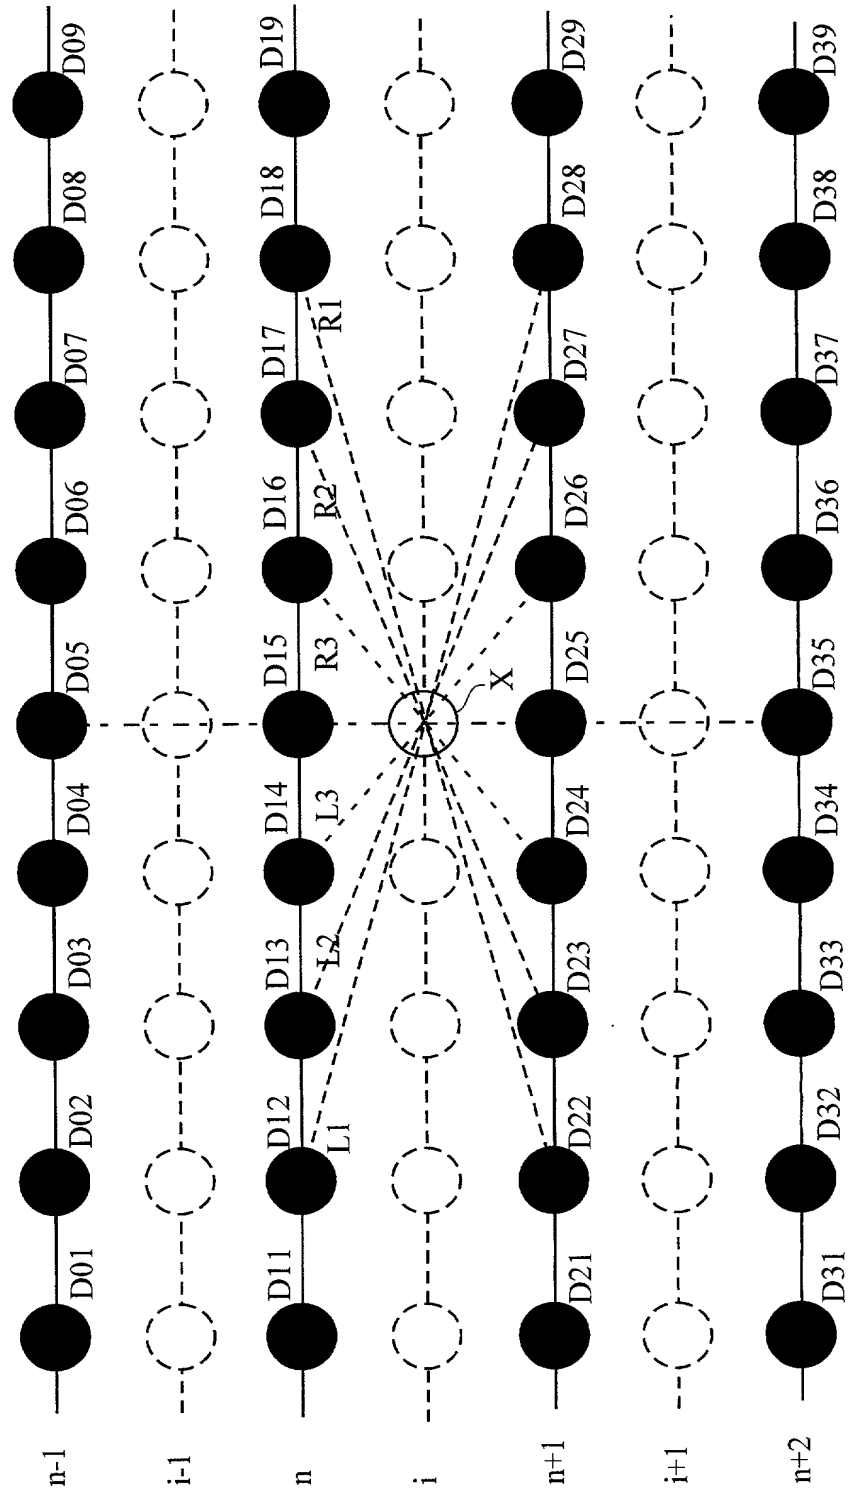 n-1 D01 D02 D03 D04 D05 D06 D07 D08 D09
i-1
n D11 D12 D13 D14 D15 D16 D17 D18 D19
L1 L2 L3 R3 R2 R1
i
X
n+1 D21 D22 D23 D24 D25 D26 D27 D28 D29
i+1
n+2 D31 D32 D33 D34 D35 D36 D37 D38 D39